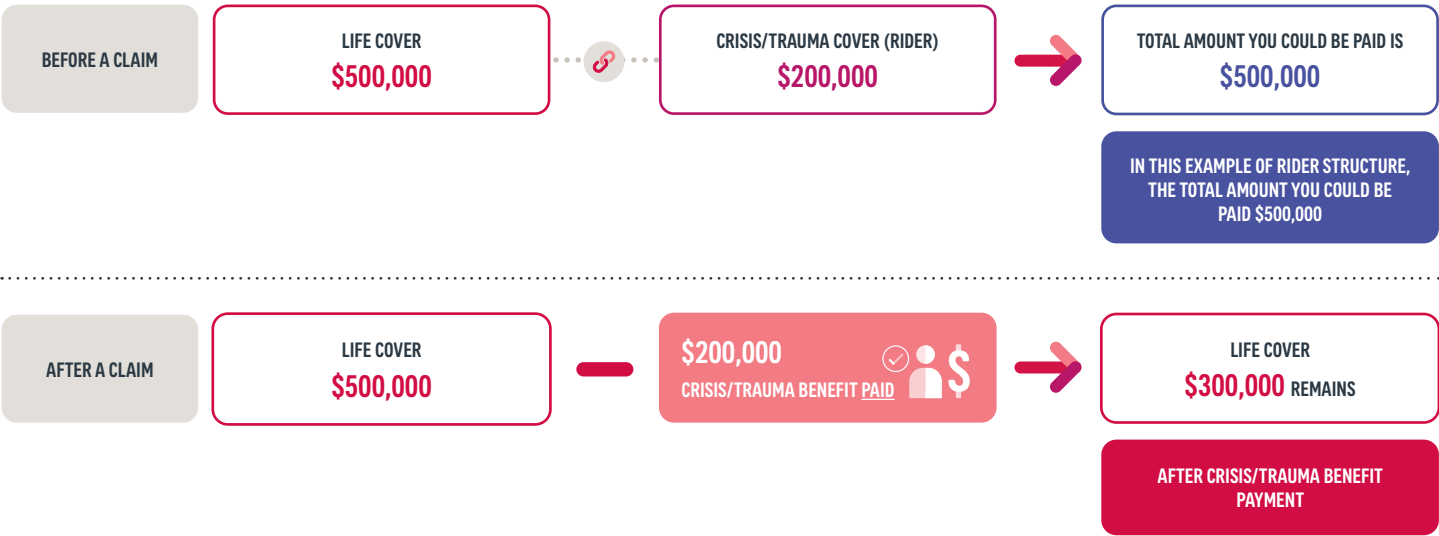 BEFORE A CLAIM
LIFE COVER
$500,000
CRISIS/TRAUMA COVER (RIDER)
$200,000
TOTAL AMOUNT YOU COULD BE PAID IS
$500,000
IN THIS EXAMPLE OF RIDER STRUCTURE,
THE TOTAL AMOUNT YOU COULD BE
PAID $500,000
AFTER A CLAIM
LIFE COVER
$500,000
$200,000
CRISIS/TRAUMA BENEFIT PAID
$
LIFE COVER
$300,000 REMAINS
AFTER CRISIS/TRAUMA BENEFIT
PAYMENT